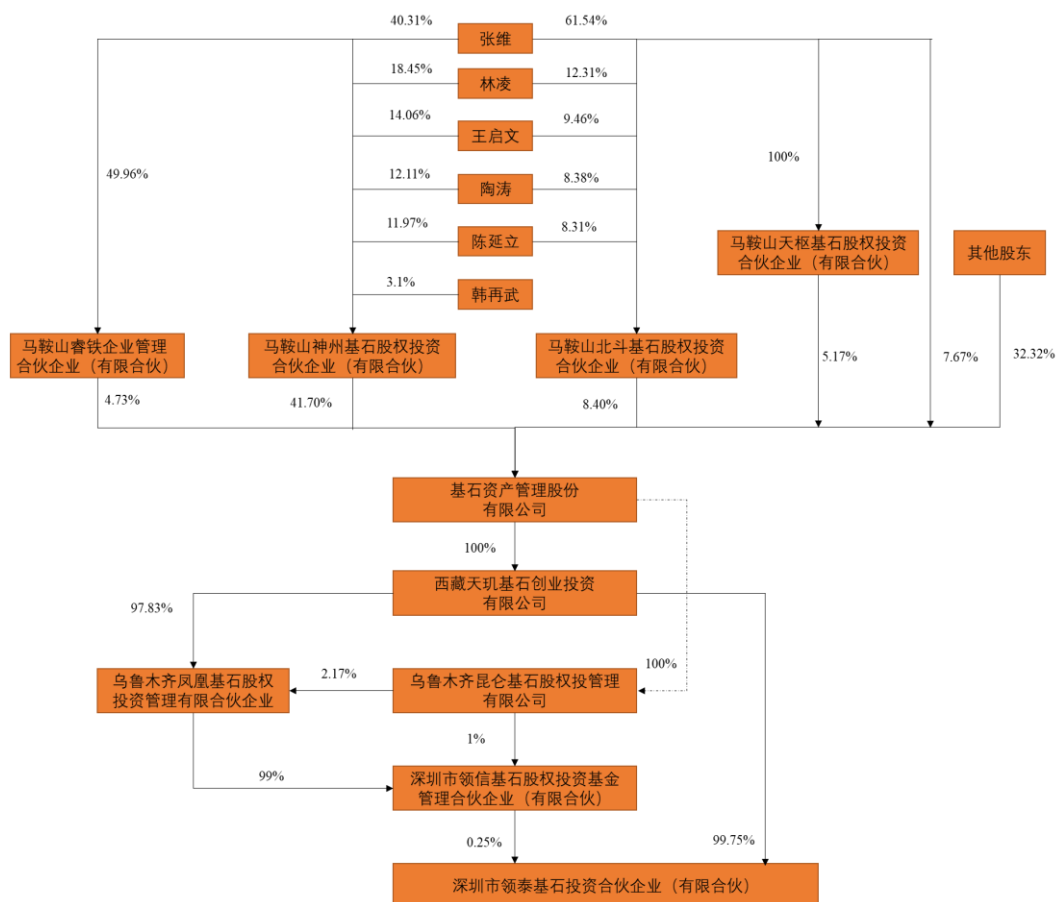 40.31%
张维
61.54%
18.45%
林凌
12.31%
14.06%
王启文
9.46%
49.96%
100%
12.11%
陶涛
8.38%
11.97%
陈延立
8.31%
马鞍山天枢基石股权投资
合伙企业（有限合伙）
其他股东
3.1%
韩再武
马鞍山睿铁企业管理
合伙企业（有限合伙）
马鞍山神州基石股权投资
合伙企业（有限合伙）
马鞍山北斗基石股权投资
合伙企业（有限合伙）
5.17%
7.67%
32.32%
4.73%
41.70%
8.40%
基石资产管理股份
有限公司
100%
西藏天玑基石创业投资
有限公司
97.83%
100%
乌鲁木齐凤凰基石股权
投资管理有限合伙企业
2.17%
乌鲁木齐昆仑基石股权投管理
有限公司
1%
99%
深圳市领信基石股权投资基金
管理合伙企业（有限合伙）
0.25%
99.75%
深圳市领泰基石投资合伙企业（有限合伙）